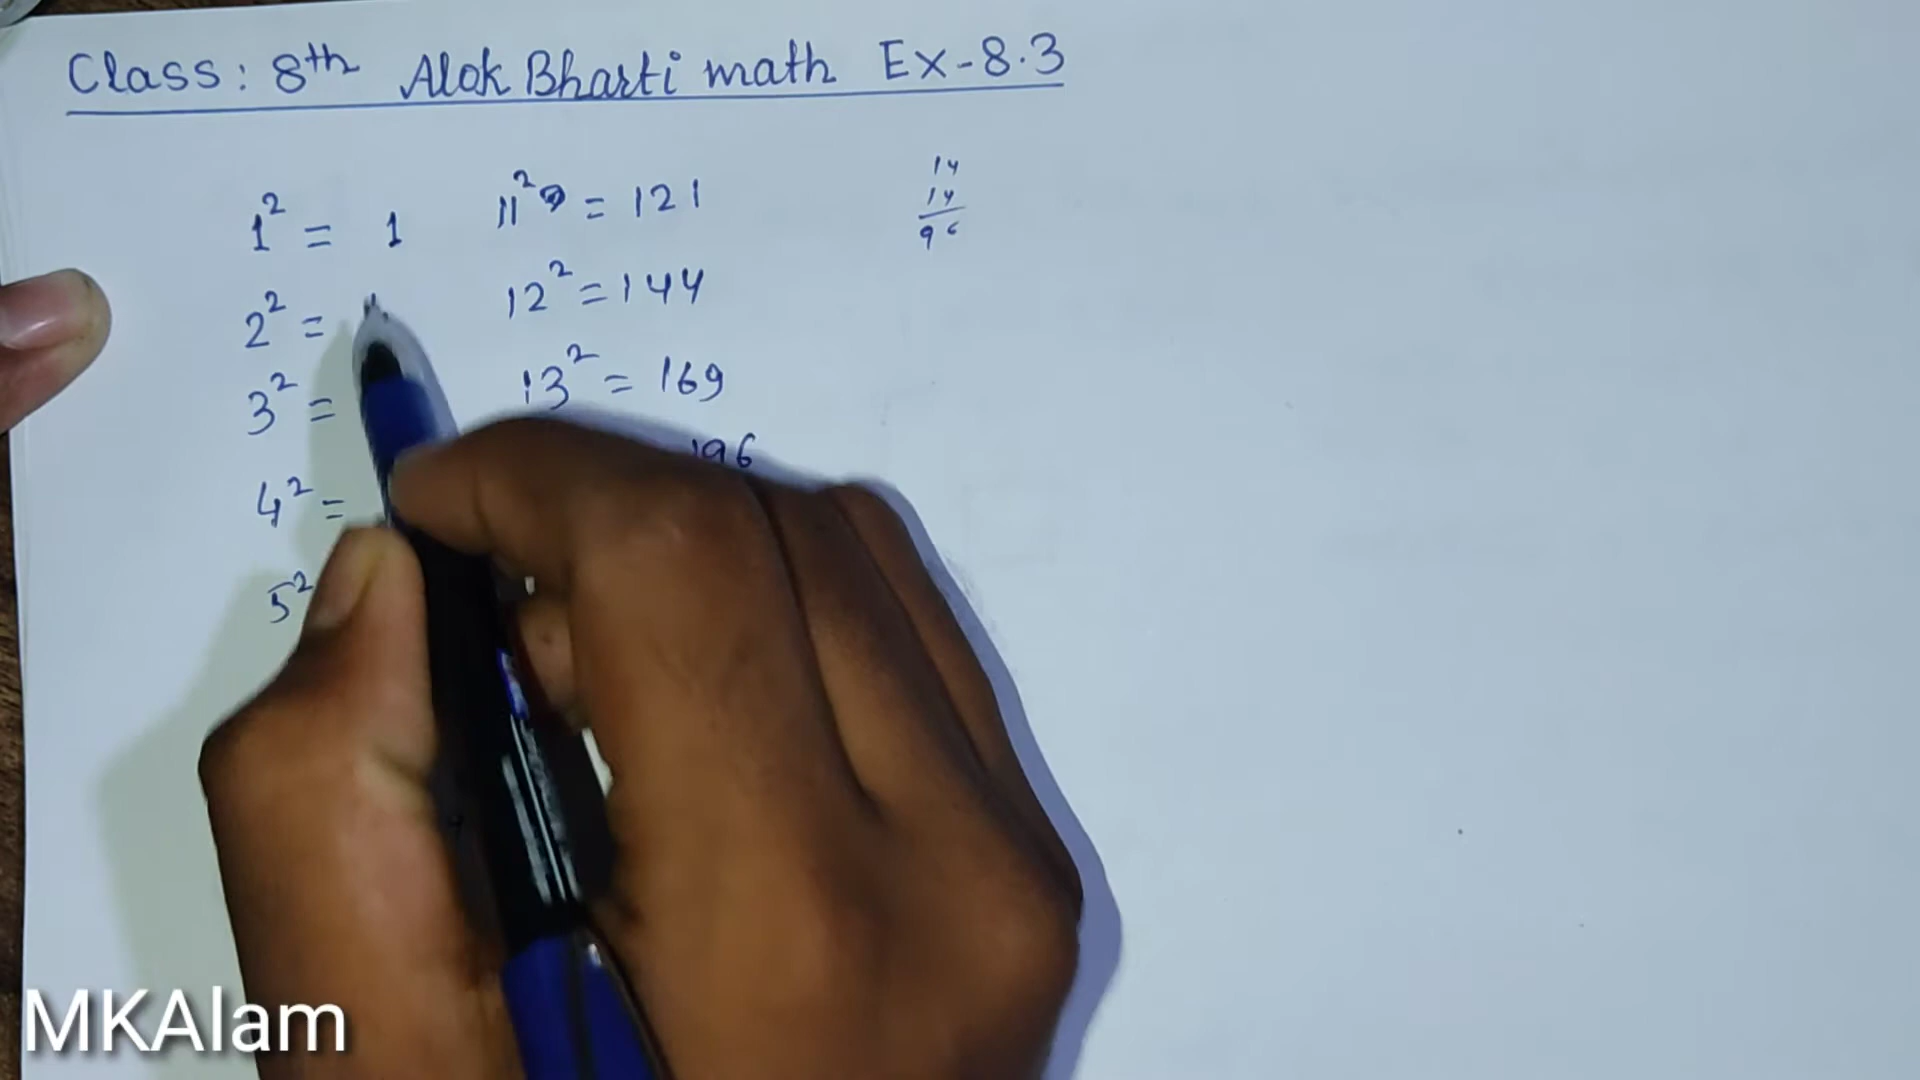 Class: 8th Alok Bharti math Ex-8.3
1² = 1
2² =
3² =
4² =
5²
11² = 121
12² = 144
13² = 169
196
14
14
96
MKAlam